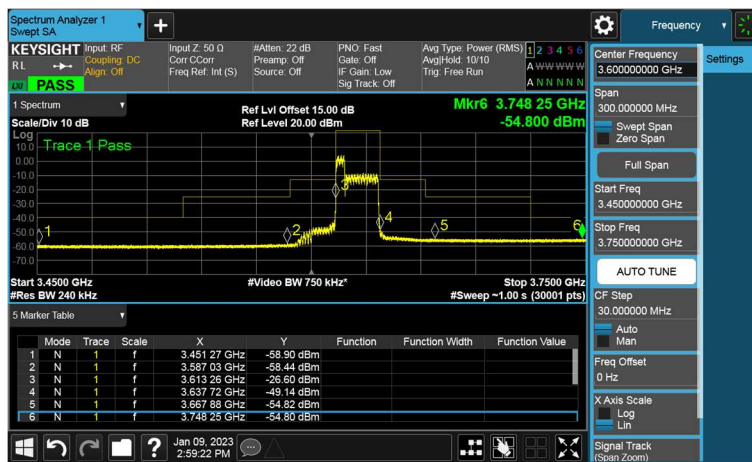 Spectrum Analyzer 1
Swept SA
Frequency
KEYSIGHT Input: RF Input Z: 50 Ω #Atten: 22 dB PNO: Fast Avg Type: Power (RMS) 1 2 3 4 5 6
RL Coupling: DC Corr CCorr Preamp: Off Gate: Off Avg|Hold: 10/10 A W W W W W
Align: Off Freq Ref: Int (S) Source: Off IF Gain: Low Trig: Free Run
LXI PASS Sig Track: Off A N N N N N
1 Spectrum
Ref Lvl Offset 15.00 dB Mkr6 3.748 25 GHz
Scale/Div 10 dB Ref Level 20.00 dBm -54.800 dBm
Log
Trace 1 Pass
10.0
0.00
-10.0
-20.0
-30.0
-40.0
-50.0
-60.0
-70.0
1
2
3
4
5
6
Start 3.4500 GHz #Video BW 750 kHz* Stop 3.7500 GHz
#Res BW 240 kHz #Sweep ~1.00 s (30001 pts)
5 Marker Table
Mode Trace Scale X Y Function Function Width Function Value
1 N 1 f 3.451 27 GHz -58.90 dBm
2 N 1 f 3.587 03 GHz -58.44 dBm
3 N 1 f 3.613 26 GHz -26.60 dBm
4 N 1 f 3.637 72 GHz -49.14 dBm
5 N 1 f 3.667 88 GHz -54.82 dBm
6 N 1 f 3.748 25 GHz -54.80 dBm
Jan 09, 2023
2:59:22 PM
Center Frequency
3.600000000 GHz
Settings
Span
300.000000 MHz
Swept Span
Zero Span
Full Span
Start Freq
3.450000000 GHz
Stop Freq
3.750000000 GHz
AUTO TUNE
CF Step
30.000000 MHz
Auto
Man
Freq Offset
0 Hz
X Axis Scale
Log
Lin
Signal Track
(Span Zoom)